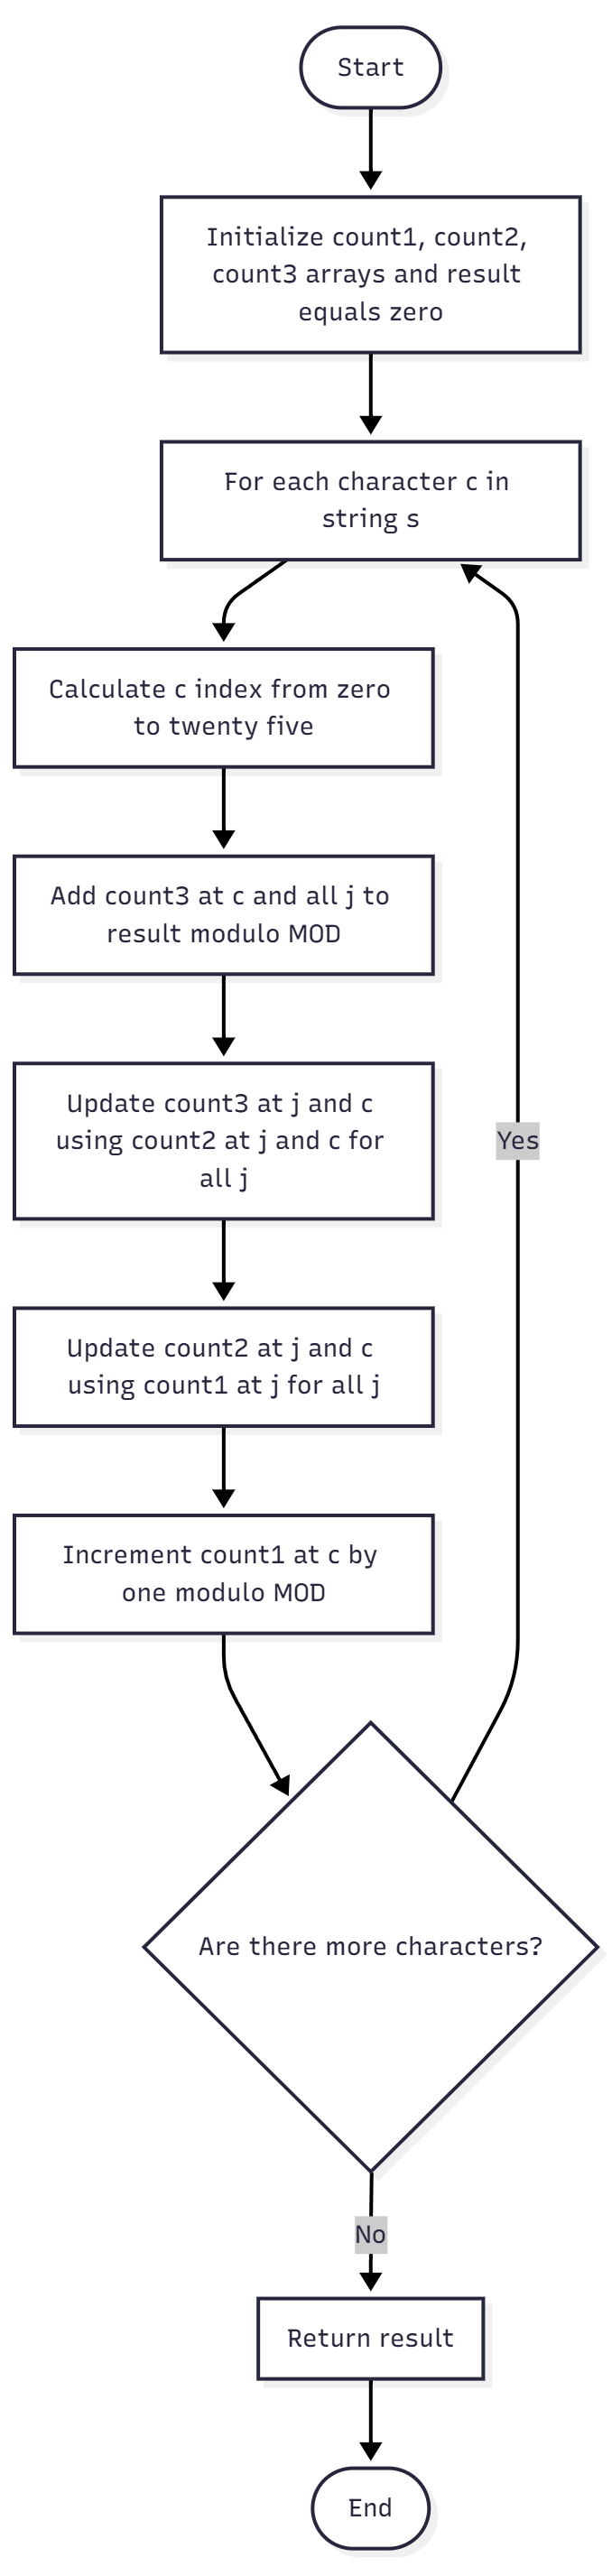 Start
Initialize count1, count2,
count3 arrays and result
equals zero
For each character c in
string s
Calculate c index from zero
to twenty five
Add count3 at c and all j to
result modulo MOD
Update count3 at j and c
using count2 at j and c for
all j
Update count2 at j and c
using count1 at j for all j
Increment count1 at c by
one modulo MOD
Yes
Are there more characters?
No
Return result
End